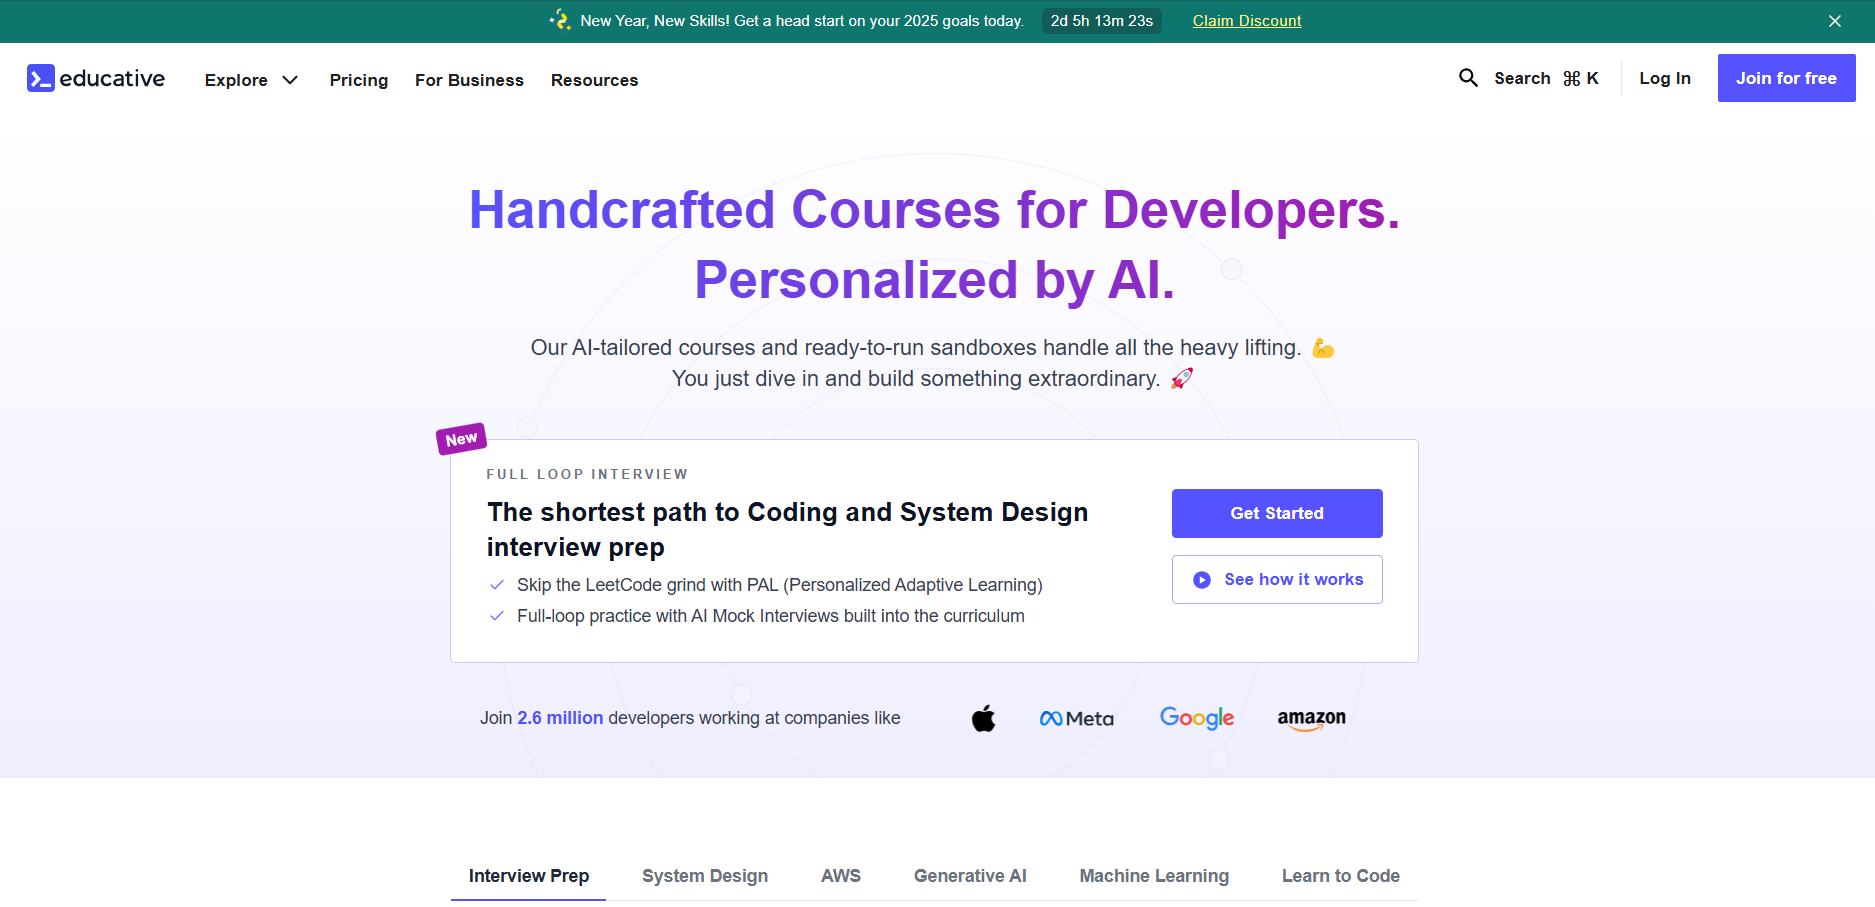 New Year, New Skills! Get a head start on your 2025 goals today. 2d 5h 13m 23s Claim Discount
educative Explore Pricing For Business Resources Search ⌘ K Log In Join for free
Handcrafted Courses for Developers.
Personalized by AI.
Our AI-tailored courses and ready-to-run sandboxes handle all the heavy lifting. 💪
You just dive in and build something extraordinary. 🚀
New
FULL LOOP INTERVIEW
The shortest path to Coding and System Design
interview prep
Skip the LeetCode grind with PAL (Personalized Adaptive Learning)
Full-loop practice with AI Mock Interviews built into the curriculum
Get Started
See how it works
Join 2.6 million developers working at companies like Meta Google amazon
Interview Prep System Design AWS Generative AI Machine Learning Learn to Code